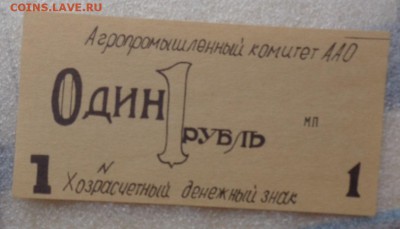 COINS.LAVE.RU
Агропромышленный комитет ААО
Один 1 рубль
мп
N
1 Хозрасчетный денежный знак 1